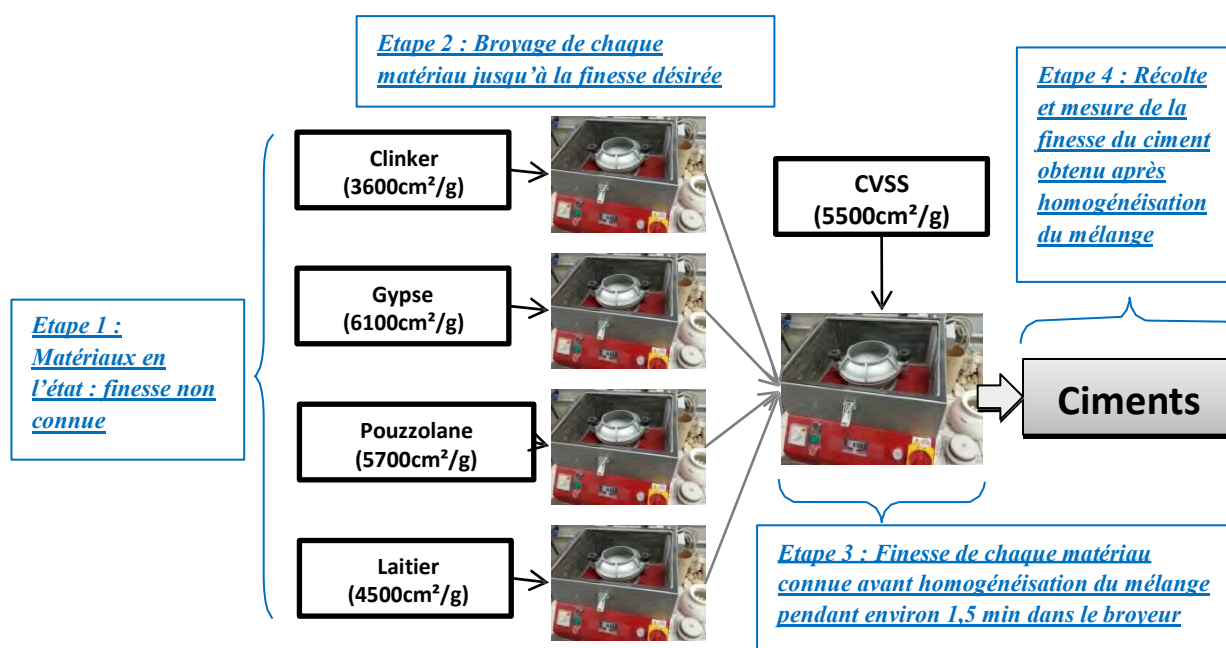 Etape 2 : Broyage de chaque
matériau jusqu'à la finesse désirée
Etape 4 : Récolte
et mesure de la
finesse du ciment
obtenu après
homogénéisation
du mélange
Clinker
(3600cm²/g)
CVSS
(5500cm²/g)
Gypse
(6100cm²/g)
Etape 1 :
Matériaux en
l'état : finesse non
connue
Ciments
Pouzzolane
(5700cm²/g)
Laitier
(4500cm²/g)
Etape 3 : Finesse de chaque matériau
connue avant homogénéisation du mélange
pendant environ 1,5 min dans le broyeur